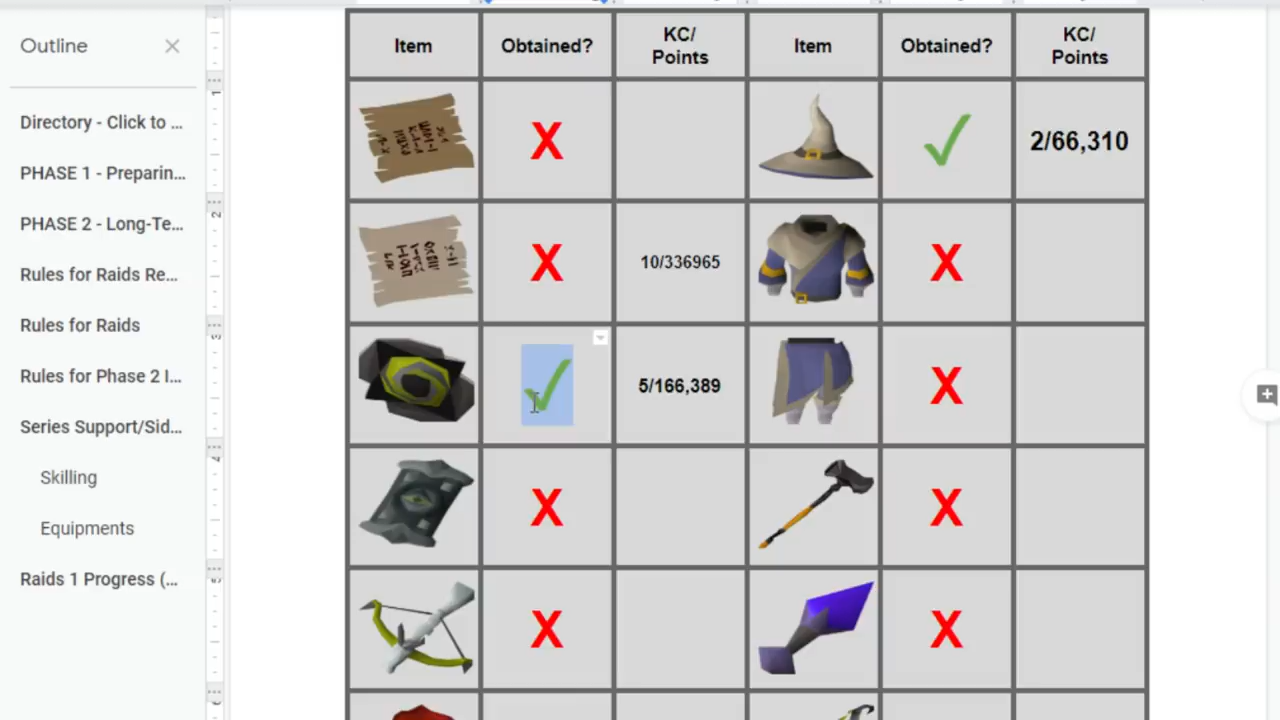 Outline
Directory - Click to ...
PHASE 1 - Preparin...
PHASE 2 - Long-Te...
Rules for Raids Re...
Rules for Raids
Rules for Phase 2 I...
Series Support/Sid...
Skilling
Equipments
Raids 1 Progress (...
Item Obtained? KC/ Points Item Obtained? KC/ Points
X 2/66,310
X 10/336965 X
5/166,389 X
X X
X X